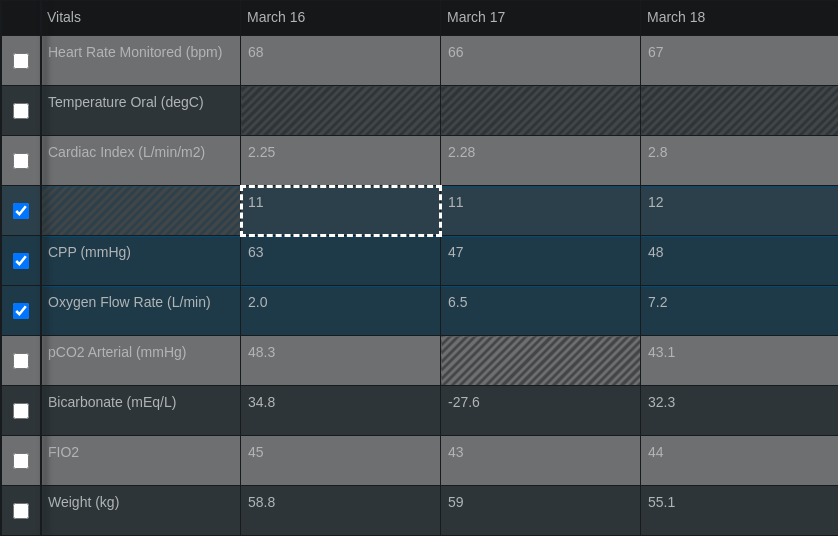 Vitals March 16 March 17 March 18
Heart Rate Monitored (bpm) 68 66 67
Temperature Oral (degC)
Cardiac Index (L/min/m2) 2.25 2.28 2.8
11 11 12
CPP (mmHg) 63 47 48
Oxygen Flow Rate (L/min) 2.0 6.5 7.2
pCO2 Arterial (mmHg) 48.3 43.1
Bicarbonate (mEq/L) 34.8 -27.6 32.3
FIO2 45 43 44
Weight (kg) 58.8 59 55.1